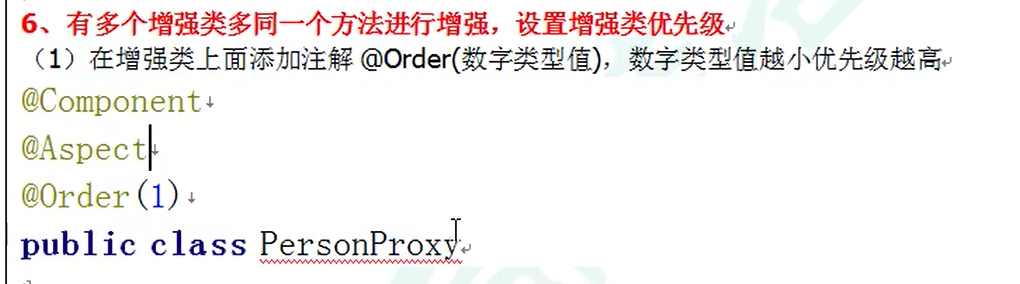 6、有多个增强类多同一个方法进行增强，设置增强类优先级
（1）在增强类上面添加注解 @Order(数字类型值)，数字类型值越小优先级越高
@Component
@Aspect
@Order(1)
public class PersonProxy